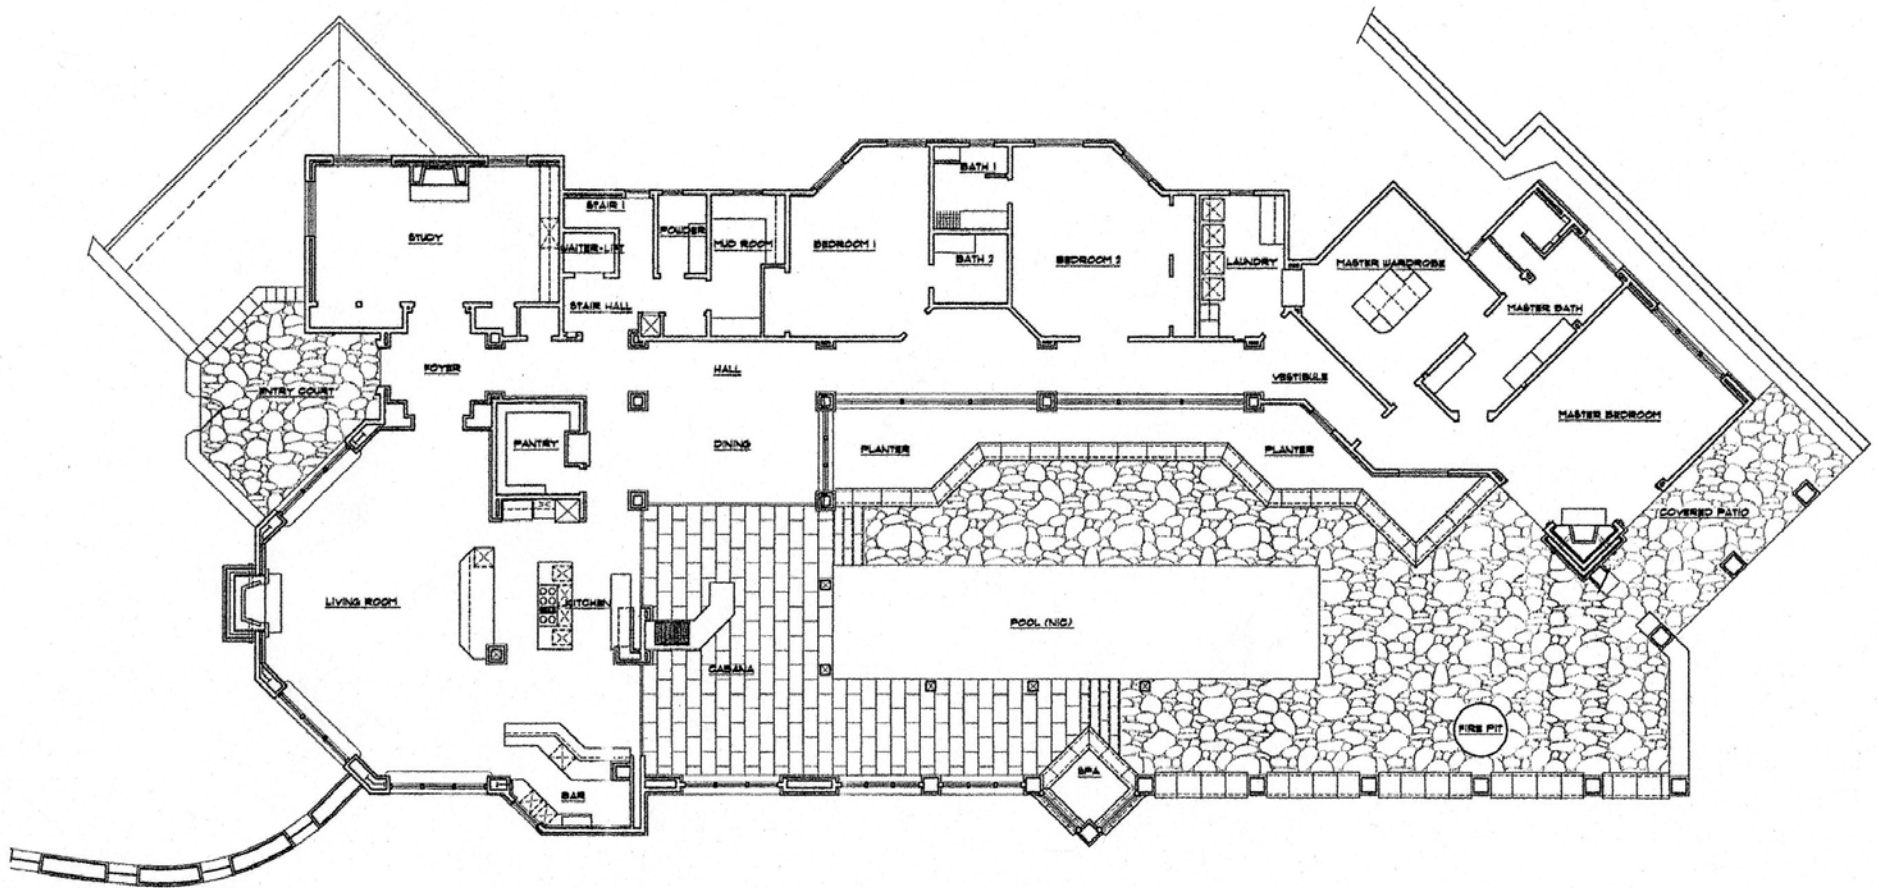 BATH 1
STAIR 1
POWDER
MUD ROOM
BEDROOM 1
STUDY
WAITER-LIFT
BATH 2
BEDROOM 2
LAUNDRY
MASTER WARDROBE
STAIR HALL
MASTER BATH
FOYER
HALL
VESTIBULE
ENTRY COURT
MASTER BEDROOM
PANTRY
DINING
PLANTER
PLANTER
COVERED PATIO
LIVING ROOM
KITCHEN
POOL (NIC)
CABANA
FIRE PIT
SPA
BAR